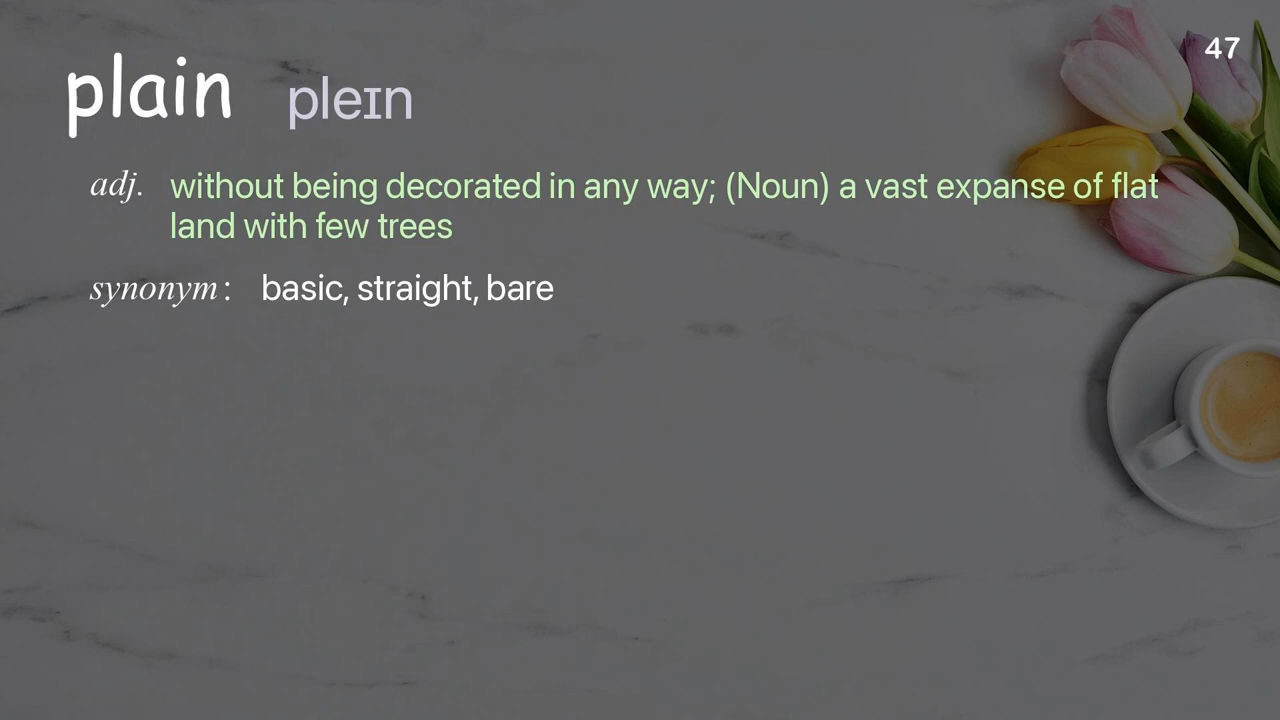 47
plain pleɪn
adj. without being decorated in any way; (Noun) a vast expanse of flat
land with few trees
synonym: basic, straight, bare